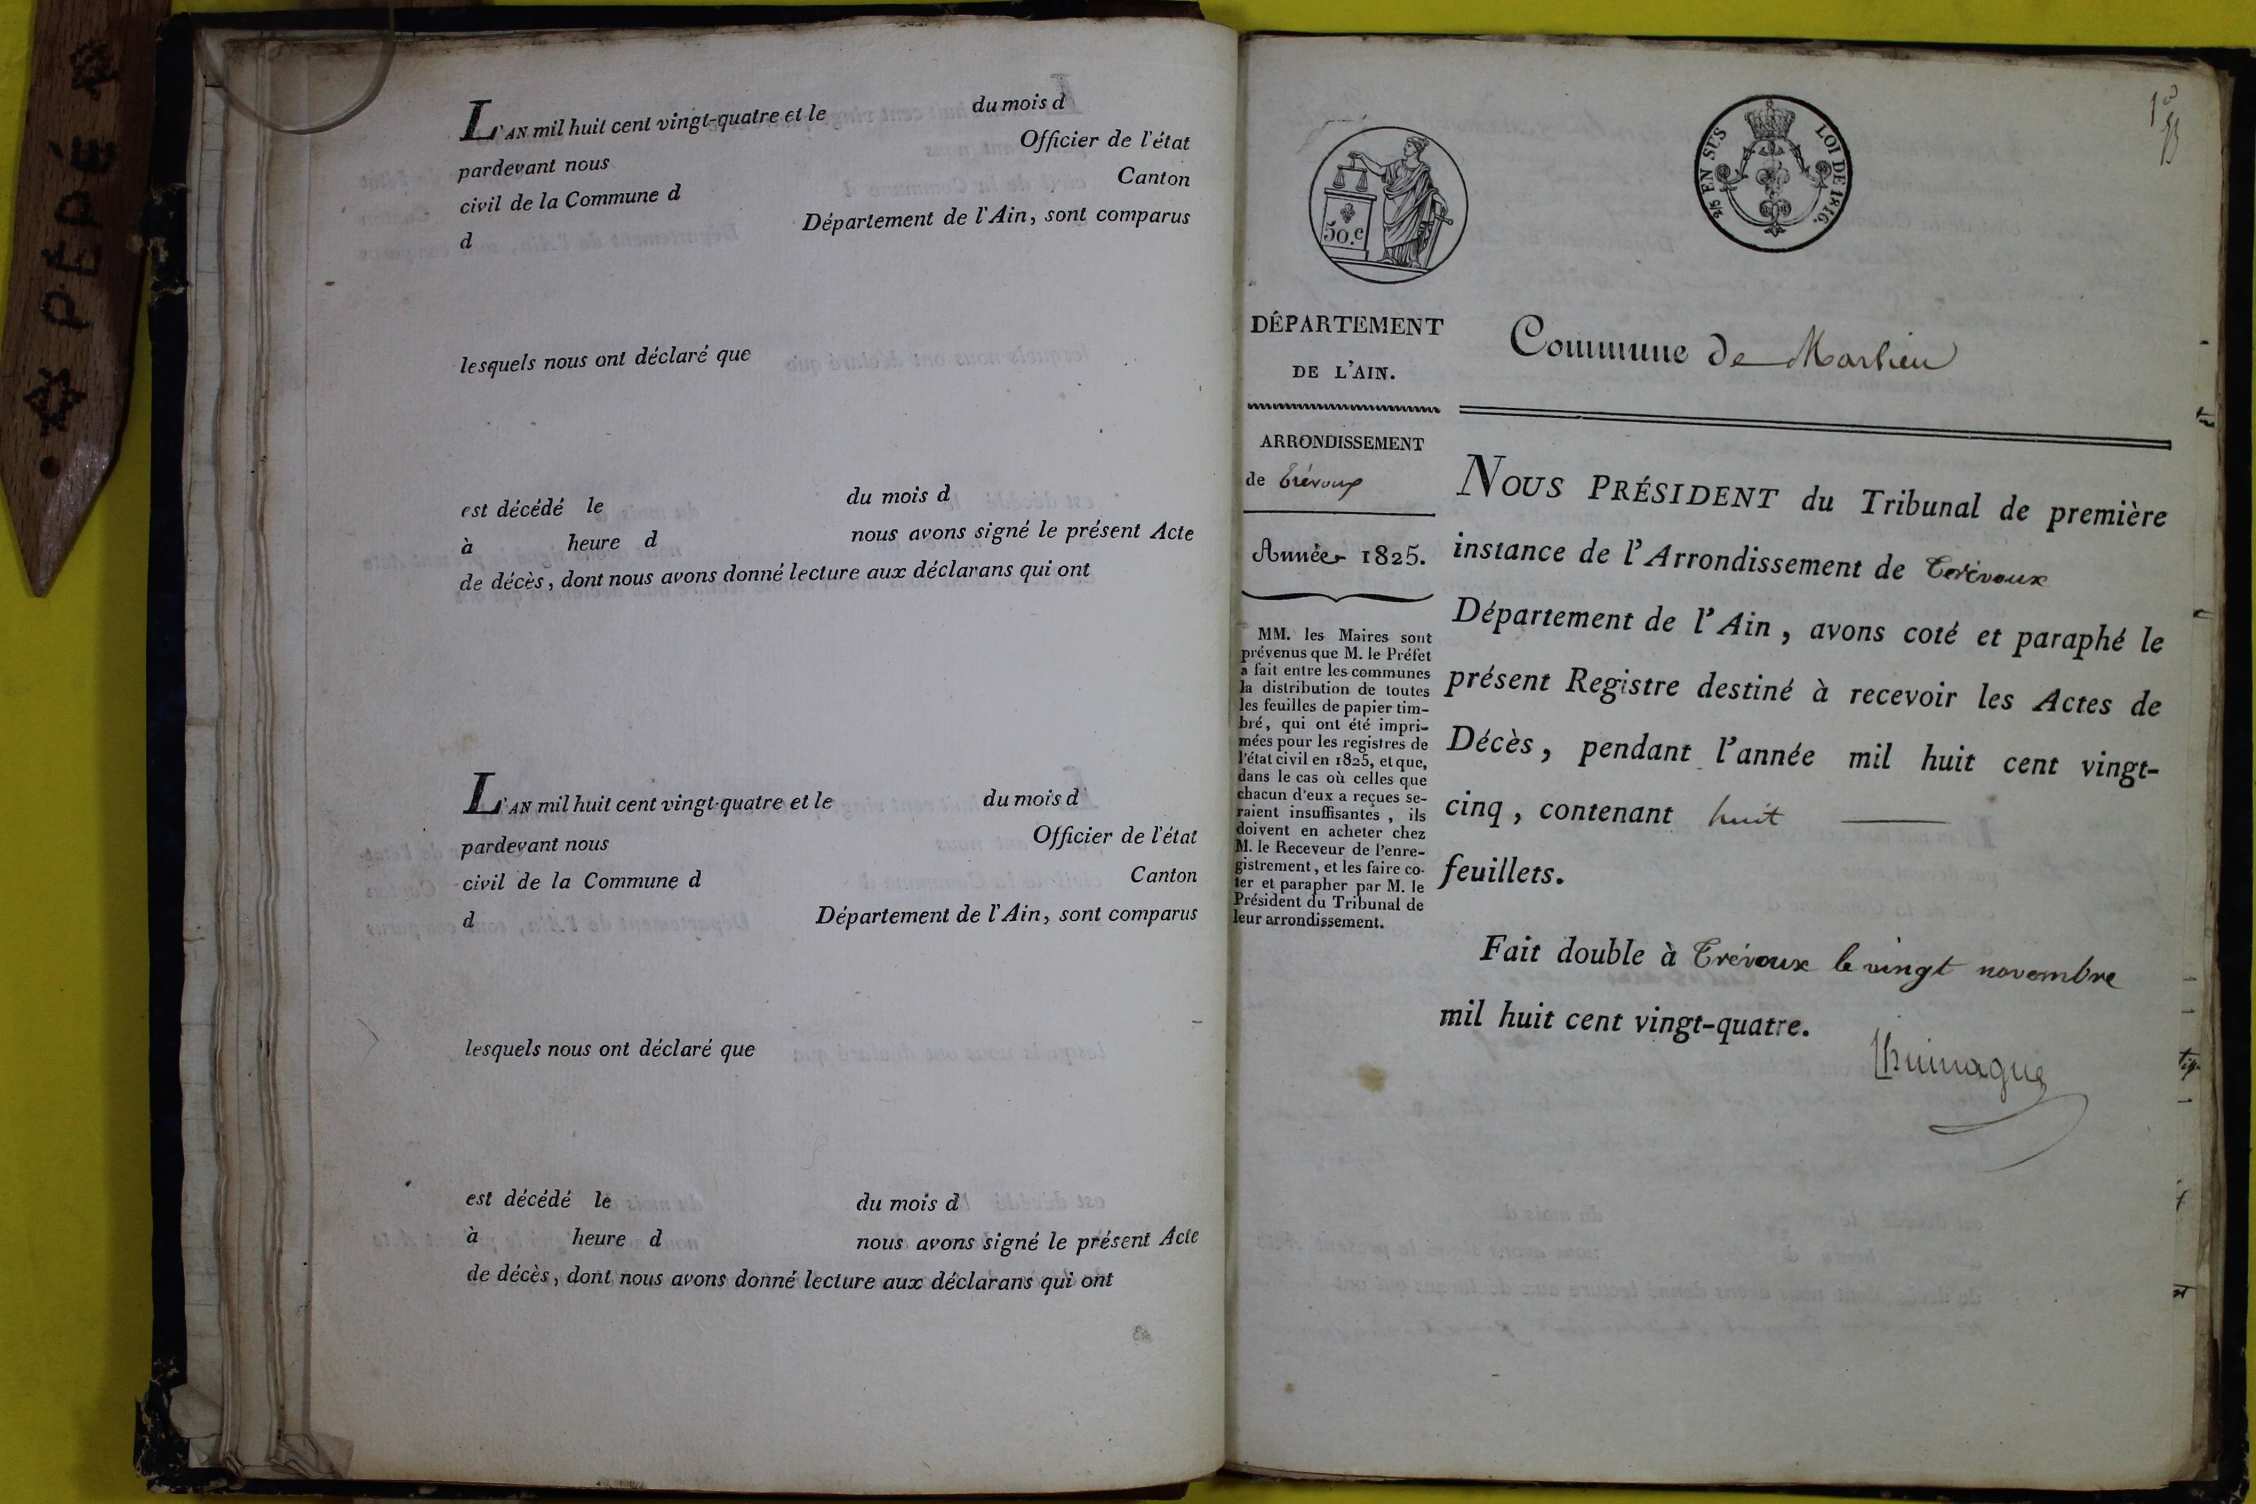 PÉPÉ
L'AN mil huit cent vingt-quatre et le du mois d
pardevant nous Officier de l'état
civil de la Commune d Canton
d Département de l'Ain, sont comparus
lesquels nous ont déclaré que
est décédé le du mois d
à heure d nous avons signé le présent Acte
de décès, dont nous avons donné lecture aux déclarans qui ont
L'AN mil huit cent vingt-quatre et le du mois d
pardevant nous Officier de l'état
civil de la Commune d Canton
d Département de l'Ain, sont comparus
lesquels nous ont déclaré que
est décédé le du mois d
à heure d nous avons signé le présent Acte
de décès, dont nous avons donné lecture aux déclarans qui ont
50.c
2/5 EN SUS LOI DE 1816.
DÉPARTEMENT
DE L'AIN.
ARRONDISSEMENT
de Trévoux
Année 1825.
MM. les Maires sont
prévenus que M. le Préfet
a fait entre les communes
la distribution de toutes
les feuilles de papier tim-
bré, qui ont été impri-
mées pour les registres de
l'état civil en 1825, et que,
dans le cas où celles que
chacun d'eux a reçues se-
raient insuffisantes, ils
doivent en acheter chez
M. le Receveur de l'enre-
gistrement, et les faire co-
ter et parapher par M. le
Président du Tribunal de
leur arrondissement.
Commune de Marlieu
NOUS PRÉSIDENT du Tribunal de première
instance de l'Arrondissement de Trévoux
Département de l'Ain, avons coté et paraphé le
présent Registre destiné à recevoir les Actes de
Décès, pendant l'année mil huit cent vingt-
cinq, contenant huit
feuillets.
Fait double à Trévoux le vingt novembre
mil huit cent vingt-quatre.